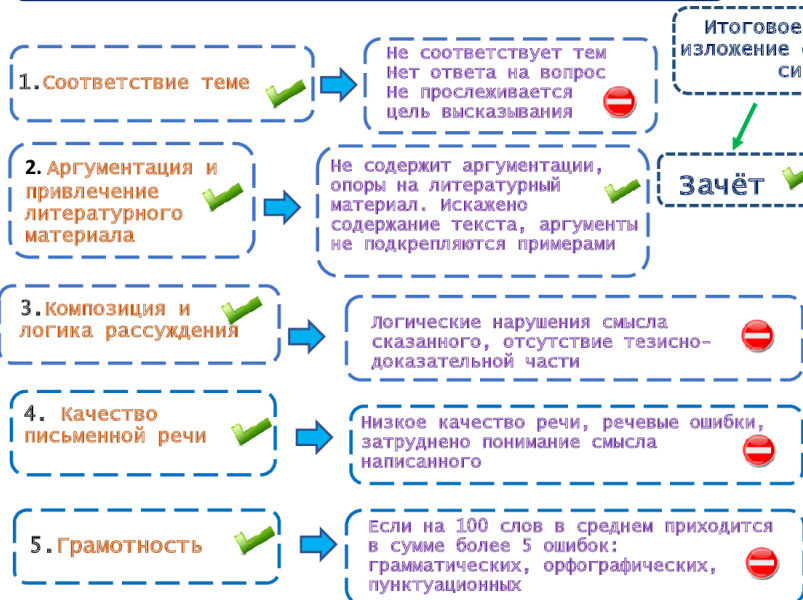 Итоговое
изложение
Зачёт
1.Соответствие теме
Не соответствует тем
Нет ответа на вопрос
Не прослеживается
цель высказывания
2. Аргументация и
привлечение
литературного
материала
Не содержит аргументации,
опоры на литературный
материал. Искажено
содержание текста, аргументы
не подкрепляются примерами
3.Композиция и
логика рассуждения
Логические нарушения смысла
сказанного, отсутствие тезисно-
доказательной части
4. Качество
письменной речи
Низкое качество речи, речевые ошибки,
затруднено понимание смысла
написанного
5.Грамотность
Если на 100 слов в среднем приходится
в сумме более 5 ошибок:
грамматических, орфографических,
пунктуационных